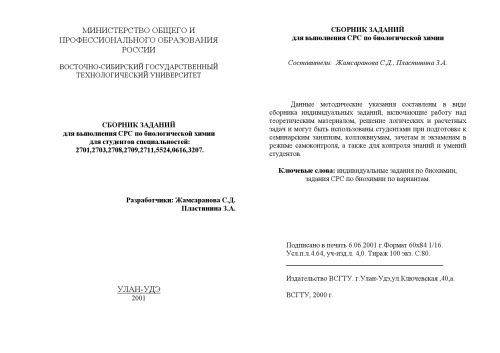 МИНИСТЕРСТВО ОБЩЕГО И
ПРОФЕССИОНАЛЬНОГО ОБРАЗОВАНИЯ
РОССИИ
ВОСТОЧНО-СИБИРСКИЙ ГОСУДАРСТВЕННЫЙ
ТЕХНОЛОГИЧЕСКИЙ УНИВЕРСИТЕТ
СБОРНИК ЗАДАНИЙ
для выполнения СРС по биологической химии
для студентов специальностей:
2701,2703,2708,2709,2711,5524,0616,3207.
Разработчики: Жамсаранова С.Д.
Пластинина З.А.
УЛАН-УДЭ
2001
СБОРНИК ЗАДАНИЙ
для выполнения СРС по биологической химии
Составители: Жамсаранова С.Д., Пластинина З.А.
Данные методические указания составлены в виде
сборника индивидуальных заданий, включающие работу над
теоретическим материалом, решение логических и расчетных
задач и могут быть использованы студентами при подготовке к
семинарским занятиям, коллоквиумам, зачетам и экзаменам в
режиме самоконтроля, а также для контроля знаний и умений
студентов.
Ключевые слова: индивидуальные задания по биохимии,
задания СРС по биохимии по вариантам.
Подписано в печать 6.06.2001 г.Формат 60х84 1/16.
Усл.п.л.4.64, уч-изд.л. 4,0. Тираж 100 экз. С.80.
Издательство ВСГТУ. г.Улан-Удэ,ул.Ключевская ,40,а.
ВСГТУ, 2000 г.